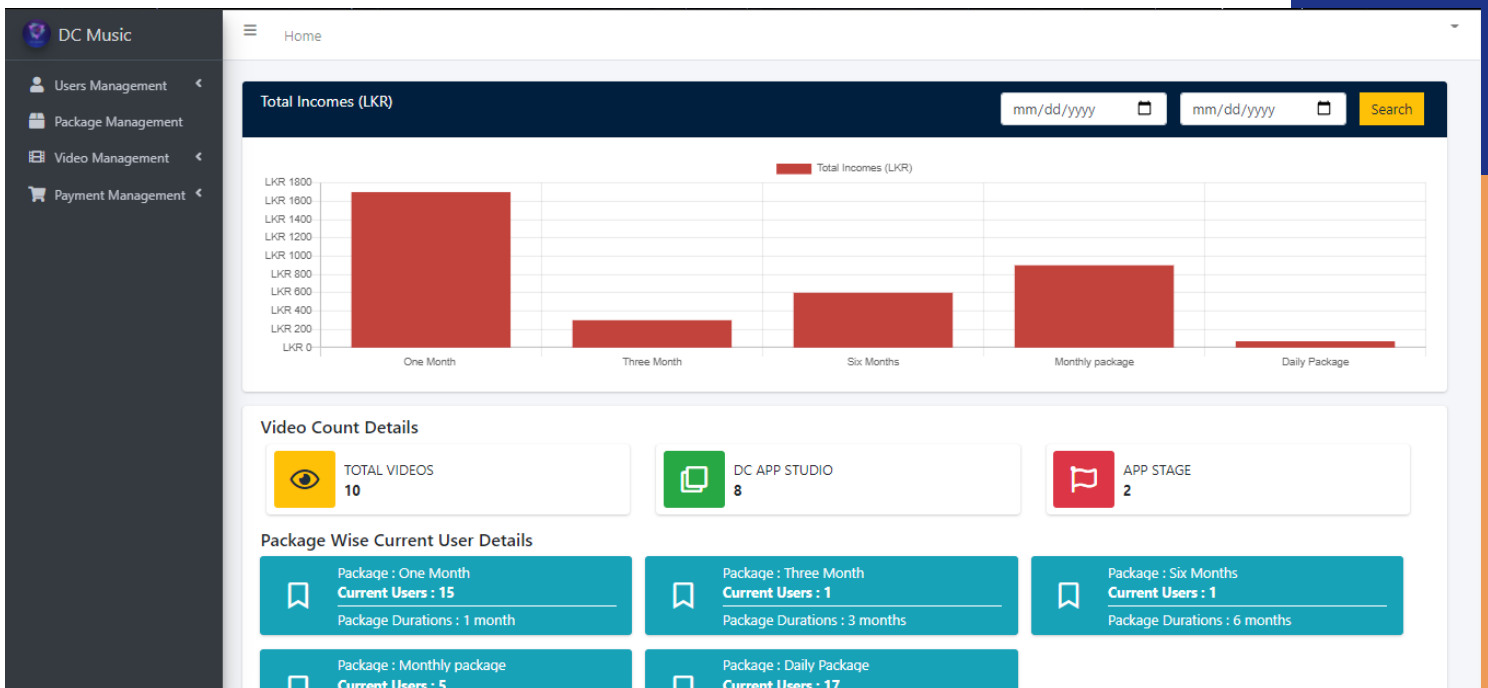 DC Music
Home
Users Management
Package Management
Video Management
Payment Management
Total Incomes (LKR)
mm/dd/yyyy
mm/dd/yyyy
Search
Total Incomes (LKR)
LKR 1800
LKR 1600
LKR 1400
LKR 1200
LKR 1000
LKR 800
LKR 600
LKR 400
LKR 200
LKR 0
One Month
Three Month
Six Months
Monthly package
Daily Package
Video Count Details
TOTAL VIDEOS
10
DC APP STUDIO
8
APP STAGE
2
Package Wise Current User Details
Package : One Month
Current Users : 15
Package Durations : 1 month
Package : Three Month
Current Users : 1
Package Durations : 3 months
Package : Six Months
Current Users : 1
Package Durations : 6 months
Package : Monthly package
Current Users : 5
Package : Daily Package
Current Users : 17